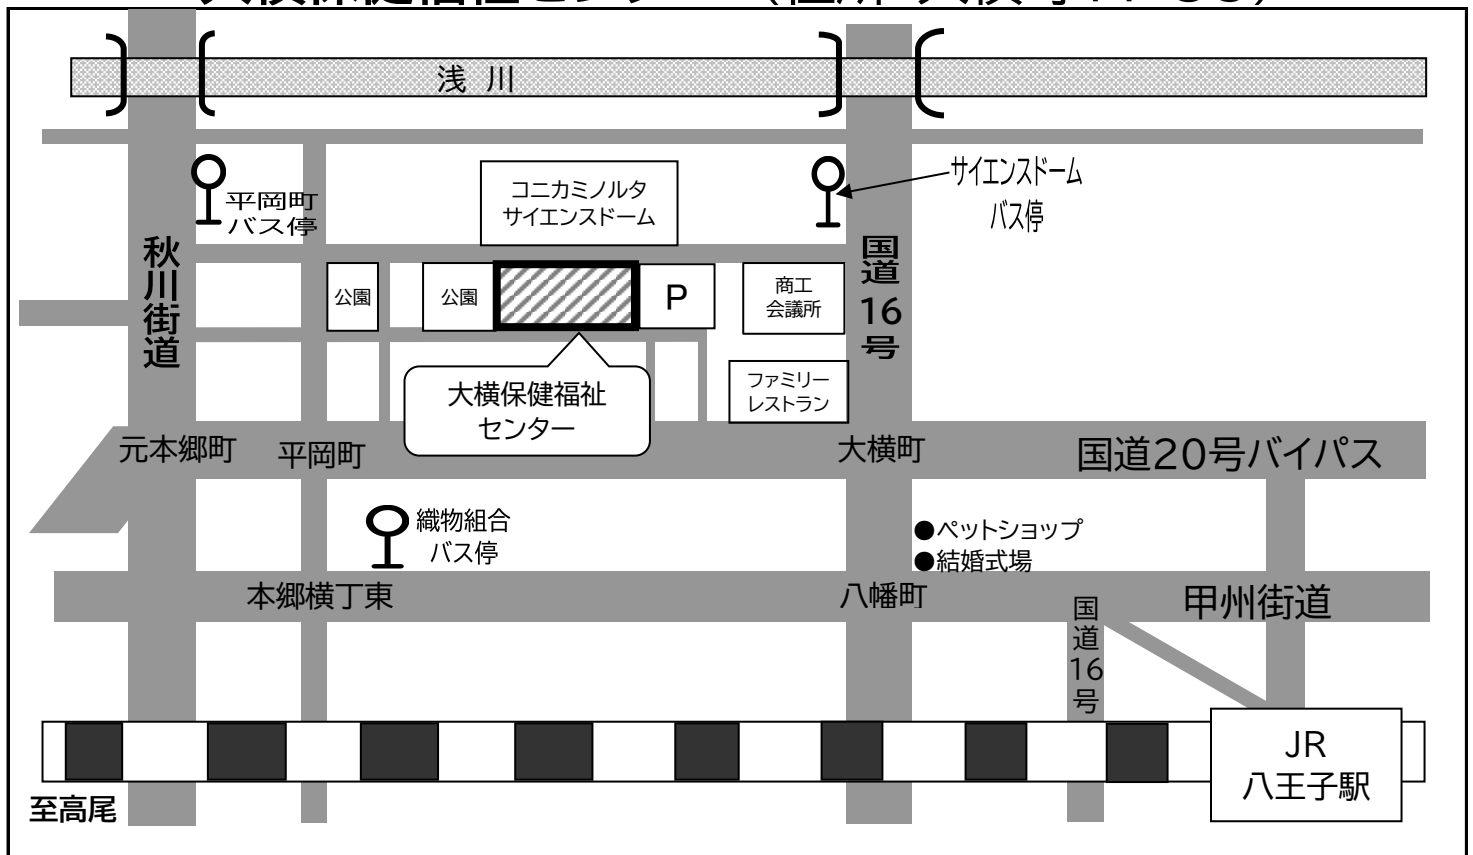 浅川
サイエンスドーム
バス停
平岡町
バス停
コニカミノルタ
サイエンスドーム
秋川街道
国道16号
公園
公園
P
商工
会議所
大横保健福祉
センター
ファミリー
レストラン
元本郷町
平岡町
大横町
国道20号バイパス
織物組合
バス停
●ペットショップ
●結婚式場
本郷横丁東
八幡町
国道16号
甲州街道
JR
八王子駅
至高尾